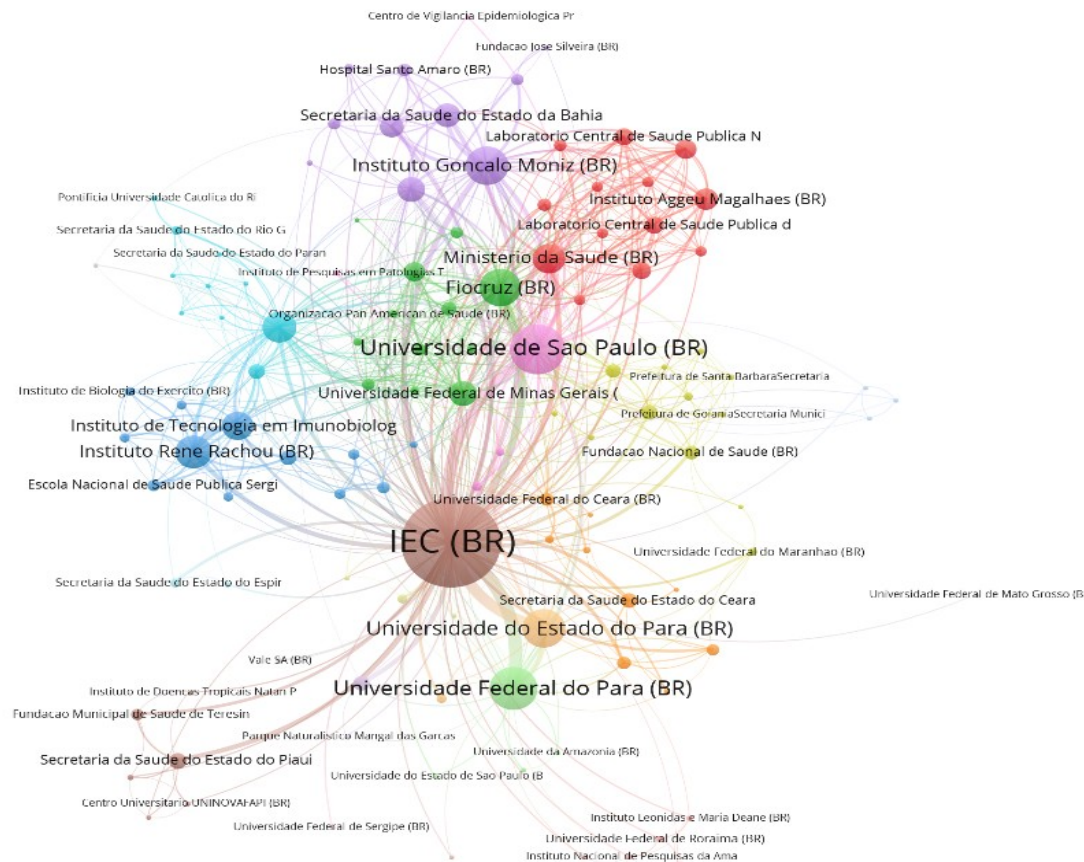 Centro de Vigilancia Epidemiologica Pr
Fundacao Jose Silveira (BR)
Hospital Santo Amaro (BR)
Secretaria da Saude do Estado da Bahia
Laboratorio Central de Saude Publica N
Instituto Goncalo Moniz (BR)
Pontificia Universidade Catolica do Ri
Instituto Aggeu Magalhaes (BR)
Laboratorio Central de Saude Publica d
Secretaria da Saude do Estado do Rio G
Secretaria da Saude do Estado do Paran
Ministerio da Saude (BR)
Instituto de Pesquisas em Patologias T
Fiocruz (BR)
Organizacao Pan American de Saude (BR)
Universidade de Sao Paulo (BR)
Prefeitura de Santa BarbaraSecretaria
Instituto de Biologia do Exercito (BR)
Universidade Federal de Minas Gerais (
Prefeitura de GoianiaSecretaria Munici
Instituto de Tecnologia em Imunobiolog
Instituto Rene Rachou (BR)
Fundacao Nacional de Saude (BR)
Escola Nacional de Saude Publica Sergi
Universidade Federal do Ceara (BR)
IEC (BR)
Universidade Federal do Maranhao (BR)
Secretaria da Saude do Estado do Espir
Universidade Federal de Mato Grosso (B
Secretaria da Saude do Estado do Ceara
Universidade do Estado do Para (BR)
Vale SA (BR)
Universidade Federal do Para (BR)
Instituto de Doencas Tropicais Natan P
Fundacao Municipal de Saude de Teresin
Parque Naturalistico Mangal das Garcas
Universidade da Amazonia (BR)
Secretaria da Saude do Estado do Piaui
Universidade do Estado de Sao Paulo (B
Centro Universitario UNINOVAFAPI (BR)
Instituto Leonidas e Maria Deane (BR)
Universidade Federal de Sergipe (BR)
Universidade Federal de Roraima (BR)
Instituto Nacional de Pesquisas da Ama